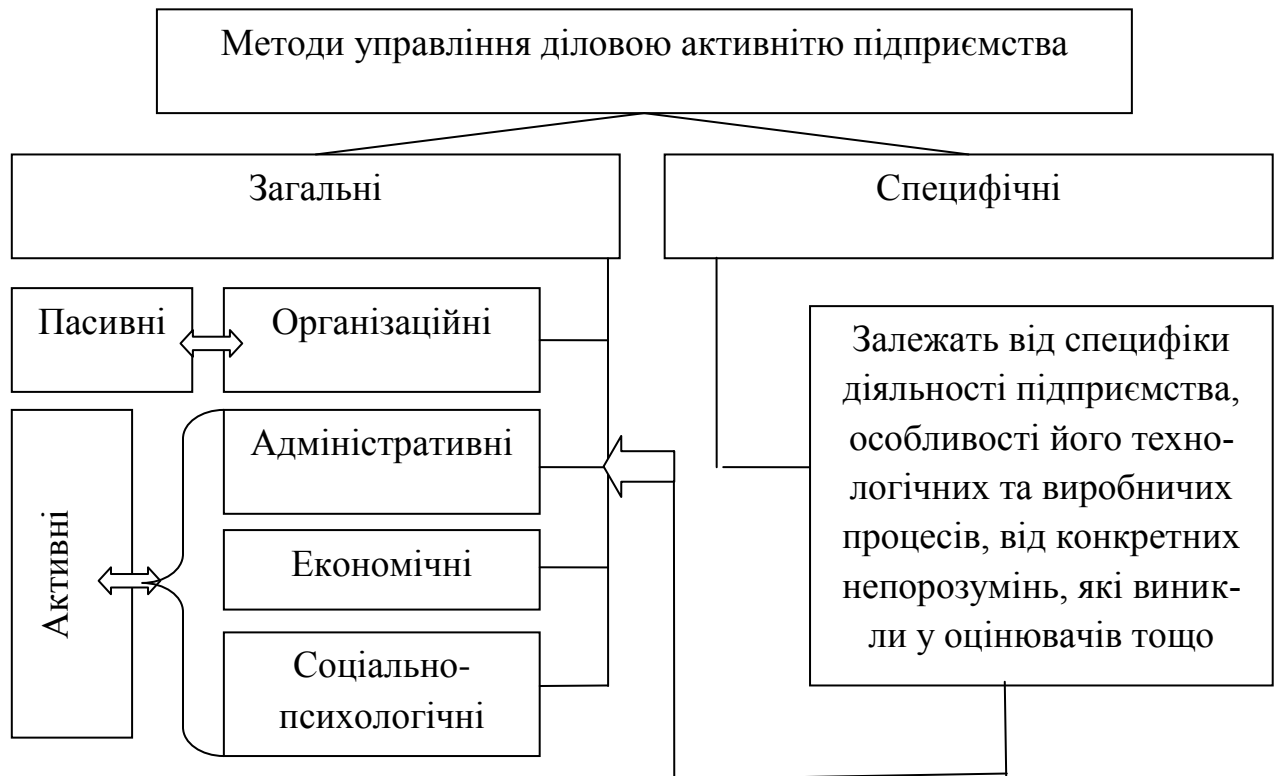 Методи управління діловою активнітю підприємства
Загальні
Специфічні
Пасивні
Організаційні
Активні
Адміністративні
Економічні
Соціально-
психологічні
Залежать від специфіки
діяльності підприємства,
особливості його техно-
логічних та виробничих
процесів, від конкретних
непорозумінь, які виник-
ли у оцінювачів тощо